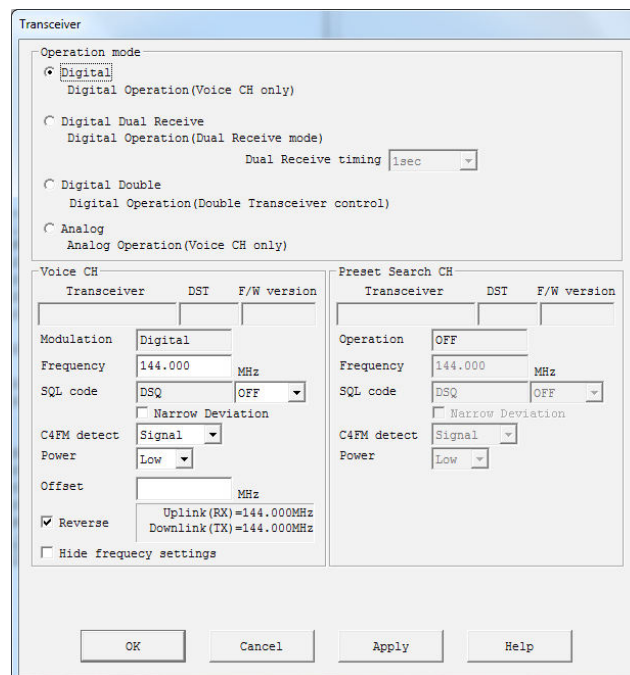 Transceiver
Operation mode
Digital
Digital Operation(Voice CH only)
Digital Dual Receive
Digital Operation(Dual Receive mode)
Dual Receive timing 1sec
Digital Double
Digital Operation(Double Transceiver control)
Analog
Analog Operation(Voice CH only)
Voice CH
Transceiver DST F/W version
Modulation Digital
Frequency 144.000 MHz
SQL code DSQ OFF
Narrow Deviation
C4FM detect Signal
Power Low
Offset MHz
Reverse
Uplink(RX)=144.000MHz
Downlink(TX)=144.000MHz
Hide frequecy settings
Preset Search CH
Transceiver DST F/W version
Operation OFF
Frequency 144.000 MHz
SQL code DSQ OFF
Narrow Deviation
C4FM detect Signal
Power Low
OK Cancel Apply Help